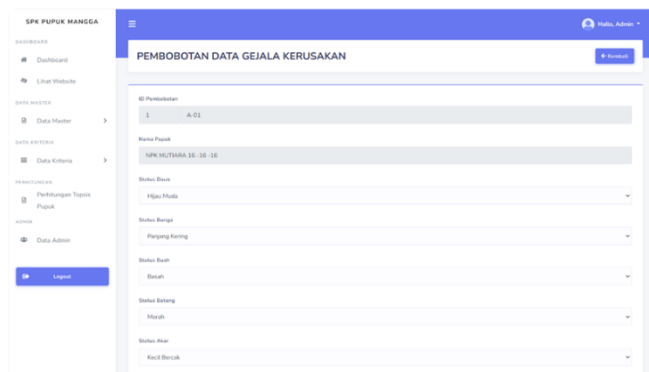 SPK PUPUK MANGGA
Hallo, Admin
DASHBOARD
Dashboard
Lihat Website
DATA MASTER
Data Master
DATA KRITERIA
Data Kriteria
PERHITUNGAN
Perhitungan Topsis
Pupuk
ADMIN
Data Admin
Logout
PEMBOBOTAN DATA GEJALA KERUSAKAN
Kembali
ID Pembobotan
1 A-01
Nama Pupuk
NPK MUTIARA 16 -16 -16
Status Daun
Hijau Muda
Status Bunga
Panjang Kering
Status Buah
Basah
Status Batang
Merah
Status Akar
Kecil Bercak